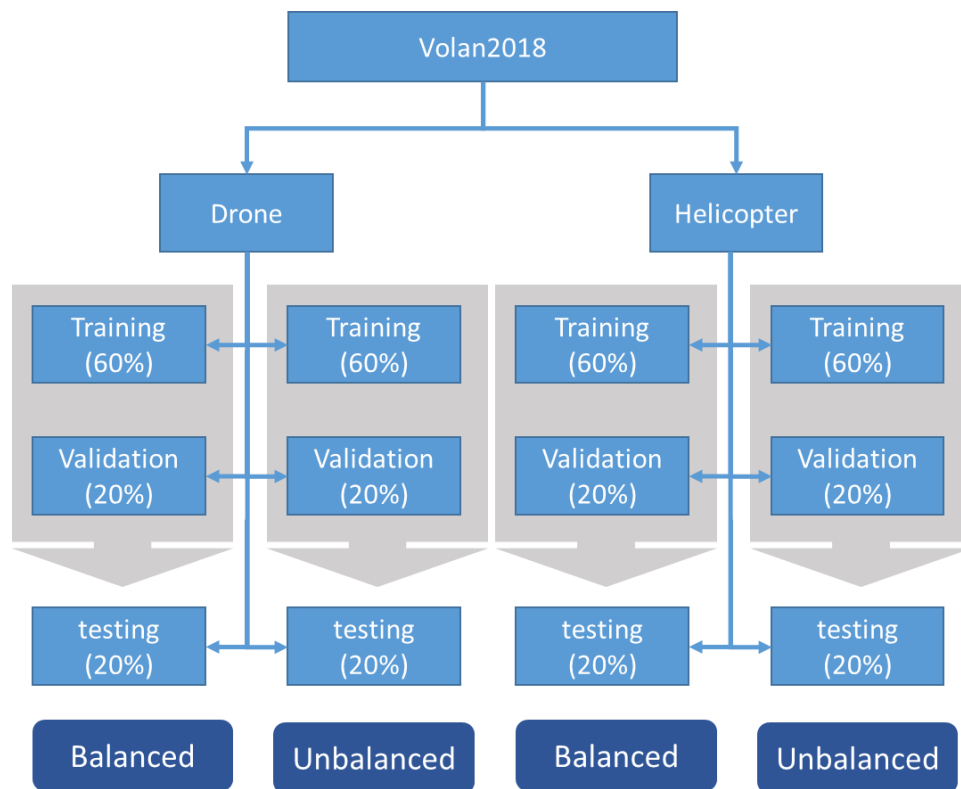 Volan2018
Drone
Helicopter
Training
(60%)
Training
(60%)
Training
(60%)
Training
(60%)
Validation
(20%)
Validation
(20%)
Validation
(20%)
Validation
(20%)
testing
(20%)
testing
(20%)
testing
(20%)
testing
(20%)
Balanced
Unbalanced
Balanced
Unbalanced